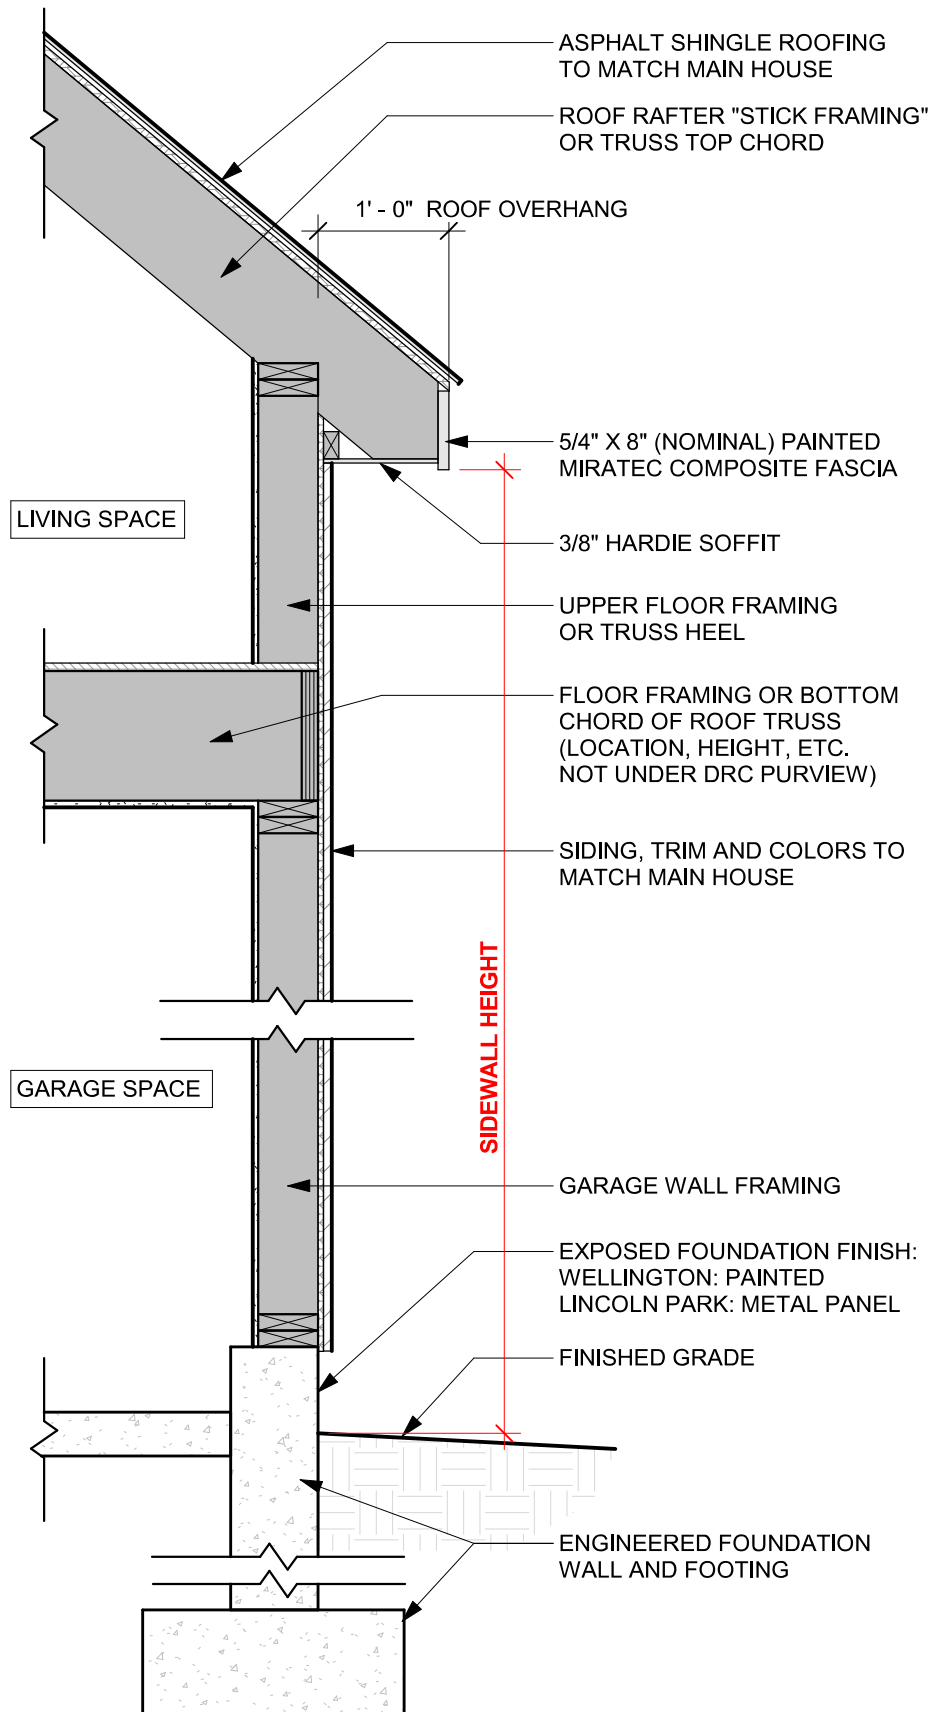 ASPHALT SHINGLE ROOFING
TO MATCH MAIN HOUSE
ROOF RAFTER "STICK FRAMING"
OR TRUSS TOP CHORD
1' - 0" ROOF OVERHANG
5/4" X 8" (NOMINAL) PAINTED
MIRATEC COMPOSITE FASCIA
LIVING SPACE
3/8" HARDIE SOFFIT
UPPER FLOOR FRAMING
OR TRUSS HEEL
FLOOR FRAMING OR BOTTOM
CHORD OF ROOF TRUSS
(LOCATION, HEIGHT, ETC.
NOT UNDER DRC PURVIEW)
SIDING, TRIM AND COLORS TO
MATCH MAIN HOUSE
SIDEWALL HEIGHT
GARAGE SPACE
GARAGE WALL FRAMING
EXPOSED FOUNDATION FINISH:
WELLINGTON: PAINTED
LINCOLN PARK: METAL PANEL
FINISHED GRADE
ENGINEERED FOUNDATION
WALL AND FOOTING